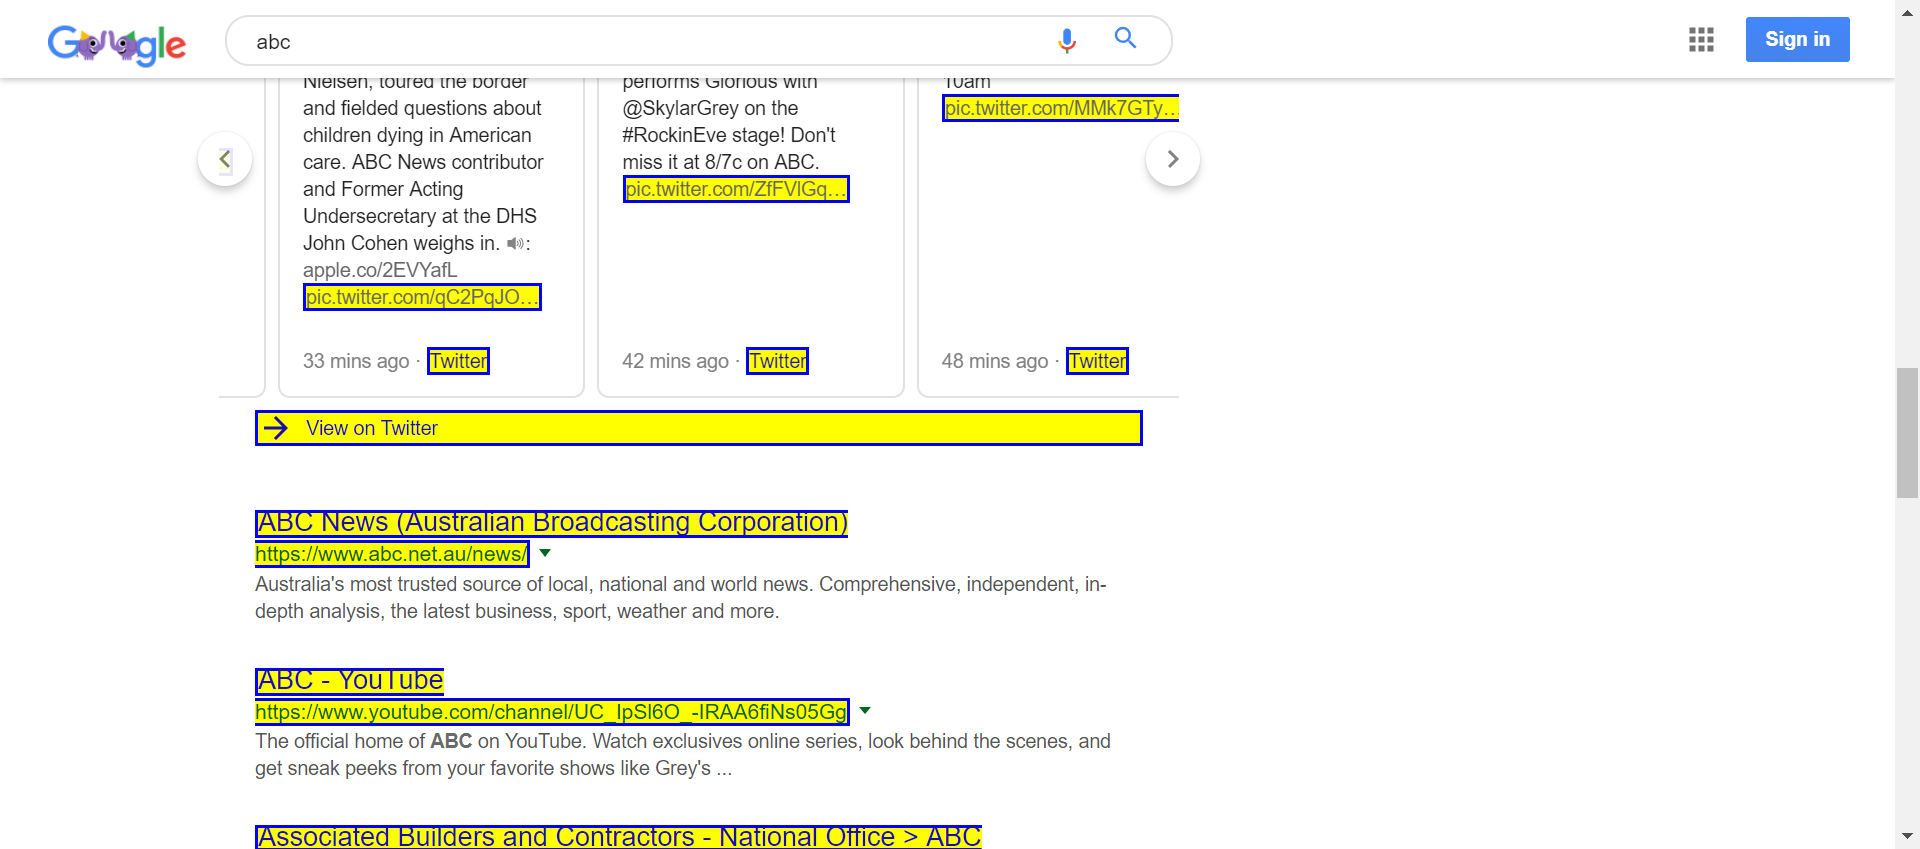 Google
abc
Sign in
Nielsen, toured the border
and fielded questions about
children dying in American
care. ABC News contributor
and Former Acting
Undersecretary at the DHS
John Cohen weighs in. 🔊:
apple.co/2EVYafL
pic.twitter.com/qC2PqJO…
33 mins ago · Twitter
performs Glorious with
@SkylarGrey on the
#RockinEve stage! Don't
miss it at 8/7c on ABC.
pic.twitter.com/ZfFVlGq…
42 mins ago · Twitter
10am
pic.twitter.com/MMk7GTy…
48 mins ago · Twitter
View on Twitter
ABC News (Australian Broadcasting Corporation)
https://www.abc.net.au/news/
Australia's most trusted source of local, national and world news. Comprehensive, independent, in-
depth analysis, the latest business, sport, weather and more.
ABC - YouTube
https://www.youtube.com/channel/UC_IpSl6O_-IRAA6fiNs05Gg
The official home of ABC on YouTube. Watch exclusives online series, look behind the scenes, and
get sneak peeks from your favorite shows like Grey's ...
Associated Builders and Contractors - National Office > ABC